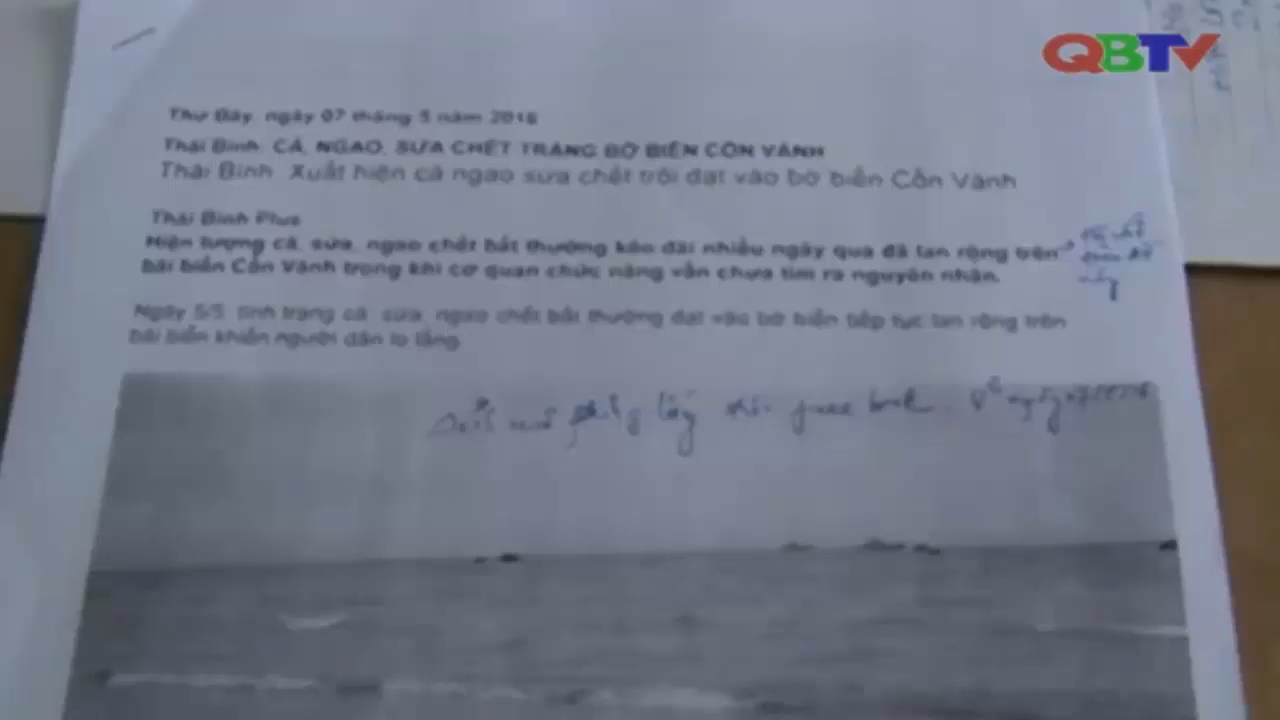 QBTV
Thứ Bảy, ngày 07 tháng 5 năm 2016
Thái Bình: CÁ, NGAO, SỨA CHẾT TRẮNG BỜ BIỂN CỒN VÀNH
Thái Bình: Xuất hiện cá ngao sứa chết trôi dạt vào bờ biển Cồn Vành
Thái Bình Plus
Hiện tượng cá, sứa, ngao chết bất thường kéo dài nhiều ngày qua đã lan rộng trên
bãi biển Cồn Vành trong khi cơ quan chức năng vẫn chưa tìm ra nguyên nhân.
Ngày 5/5, tình trạng cá, sứa, ngao chết bất thường dạt vào bờ biển tiếp tục lan rộng trên
bãi biển khiến người dân lo lắng.